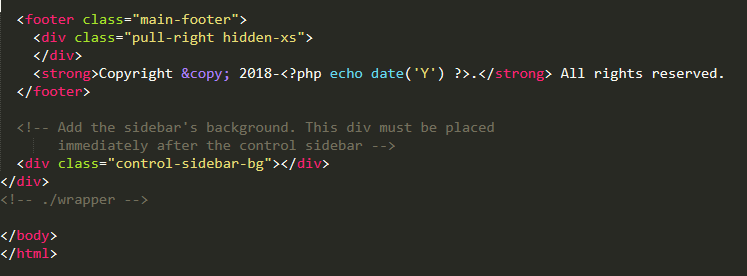 <footer class="main-footer">
<div class="pull-right hidden-xs">
</div>
<strong>Copyright &copy; 2018-<?php echo date('Y') ?>.</strong> All rights reserved.
</footer>
<!-- Add the sidebar's background. This div must be placed
immediately after the control sidebar -->
<div class="control-sidebar-bg"></div>
</div>
<!-- ./wrapper -->
</body>
</html>